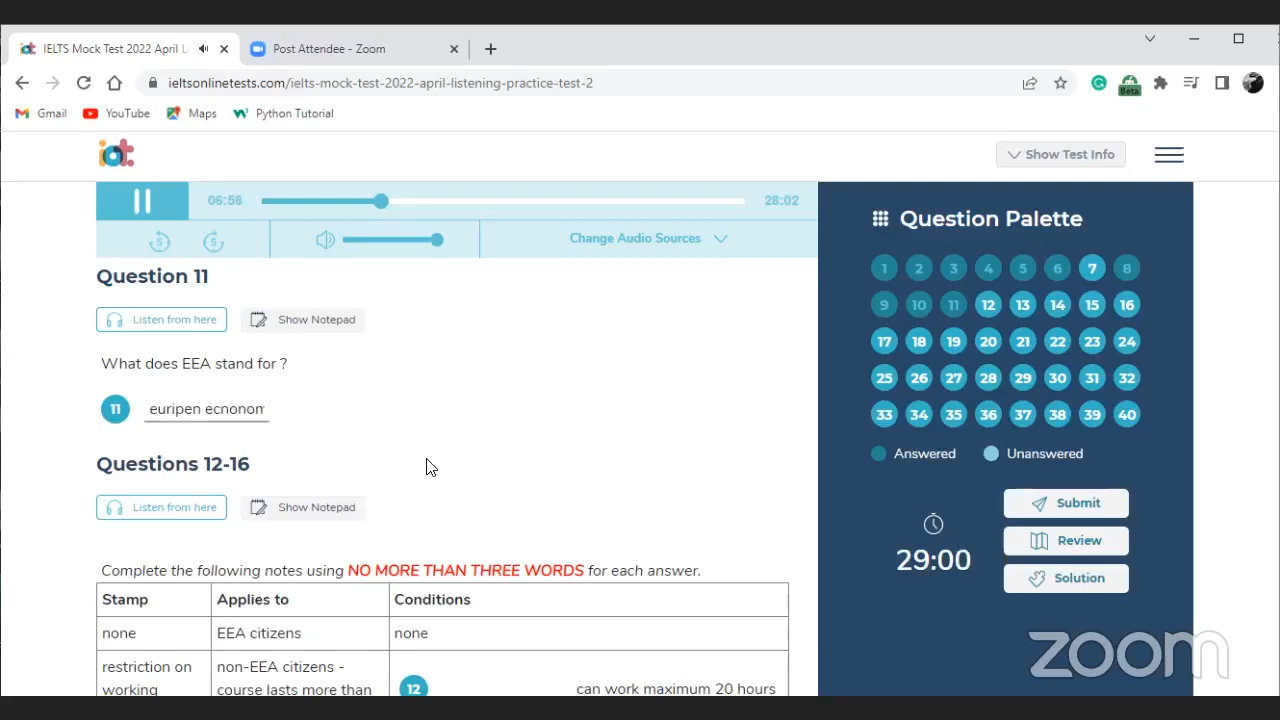 IELTS Mock Test 2022 April L
Post Attendee - Zoom
ieltsonlinetests.com/ielts-mock-test-2022-april-listening-practice-test-2
Beta
Gmail
YouTube
Maps
Python Tutorial
iot.
Show Test Info
06:58
28:02
5
5
Change Audio Sources
Question 11
Listen from here
Show Notepad
What does EEA stand for ?
11 euripen ecnonom
Questions 12-16
Listen from here
Show Notepad
Complete the following notes using NO MORE THAN THREE WORDS for each answer.
Stamp Applies to Conditions
none EEA citizens none
restriction on non-EEA citizens -
working course lasts more than 12 can work maximum 20 hours
Question Palette
1 2 3 4 5 6 7 8
9 10 11 12 13 14 15 16
17 18 19 20 21 22 23 24
25 26 27 28 29 30 31 32
33 34 35 36 37 38 39 40
Answered Unanswered
29:00
Submit
Review
Solution
zoom